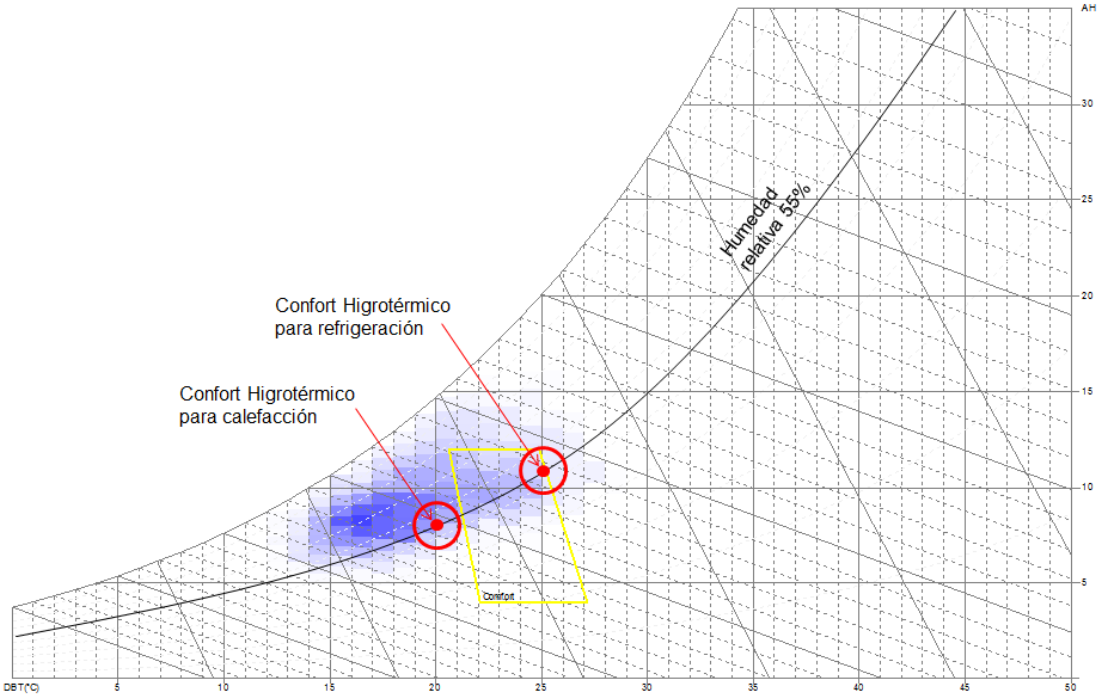 AH
30
Humedad
relativa 55%
25
Confort Higrotérmico
para refrigeración
20
Confort Higrotérmico
para calefacción
15
10
5
Comfort
DBT(°C)
5
10
15
20
25
30
35
40
45
50